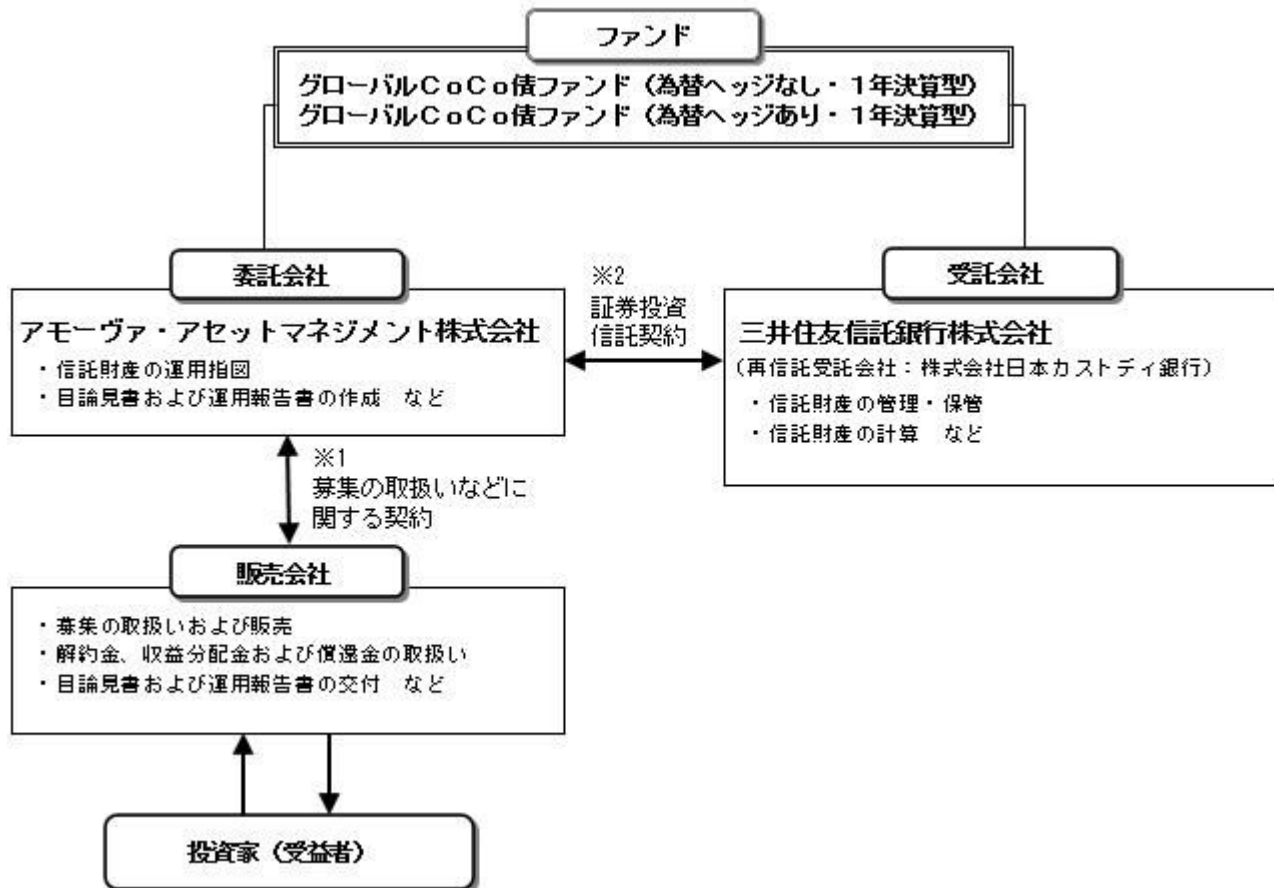 ファンド
グローバルCoCo債ファンド（為替ヘッジなし・1年決算型）
グローバルCoCo債ファンド（為替ヘッジあり・1年決算型）
委託会社
アモーヴァ・アセットマネジメント株式会社
・信託財産の運用指図
・目論見書および運用報告書の作成　など
※2
証券投資
信託契約
受託会社
三井住友信託銀行株式会社
（再信託受託会社：株式会社日本カストディ銀行）
・信託財産の管理・保管
・信託財産の計算　など
※1
募集の取扱いなどに
関する契約
販売会社
・募集の取扱いおよび販売
・解約金、収益分配金および償還金の取扱い
・目論見書および運用報告書の交付　など
投資家（受益者）